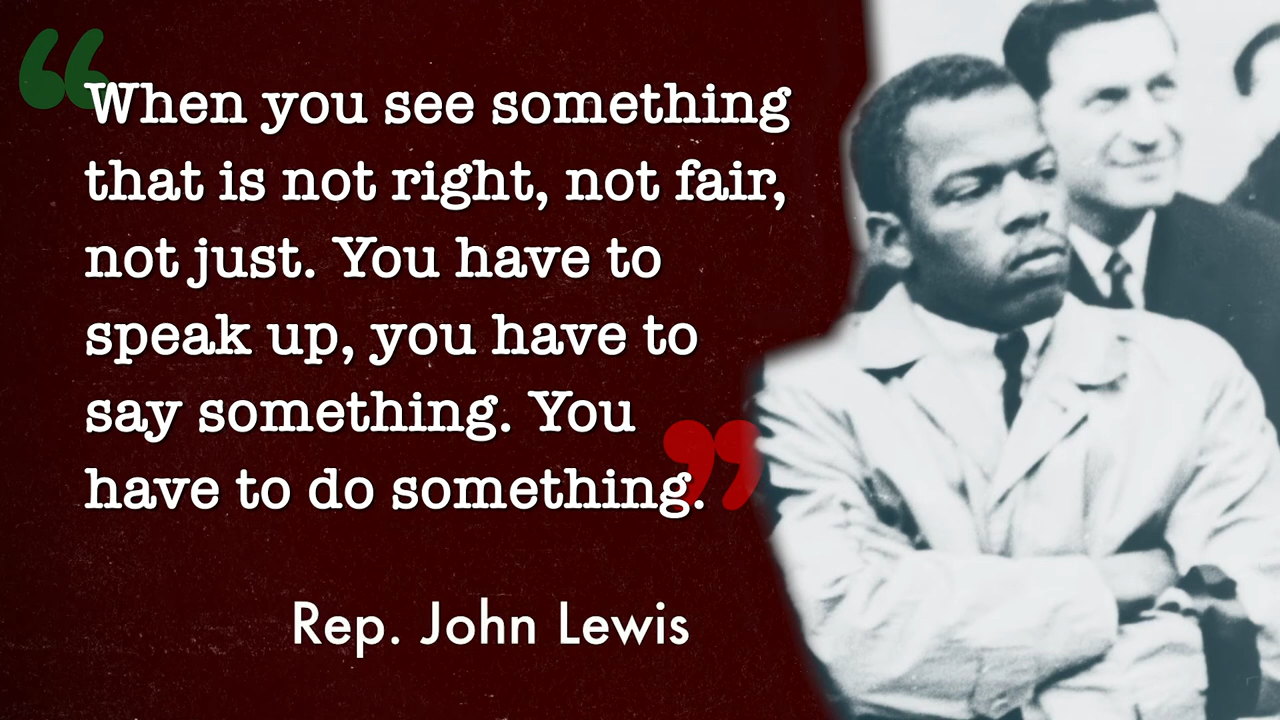 “When you see something
that is not right, not fair,
not just. You have to
speak up, you have to
say something. You
have to do something.”
Rep. John Lewis